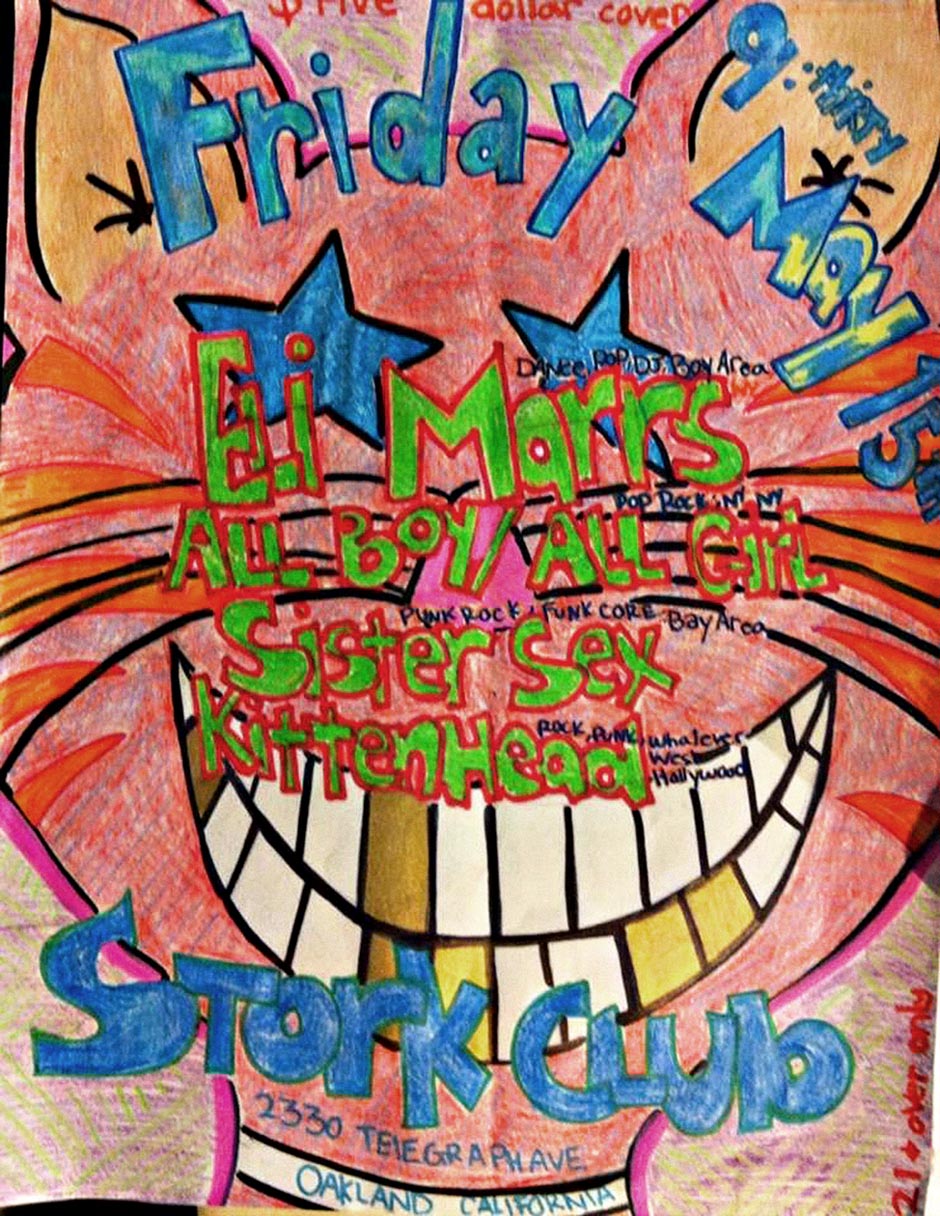 $ Five dollar cover
Friday
9:thirty
May 15th
Dance, Pop, DJ, Bay Area
Eli Marrs
Pop Rock, NY NY
All Boy/All Girl
Punk Rock, Funk Core, Bay Area
Sister Sex
Rock, Punk, whatever
West
Hollywood
KittenHead
Stork Club
2330 Telegraph Ave
Oakland California
21 & over only